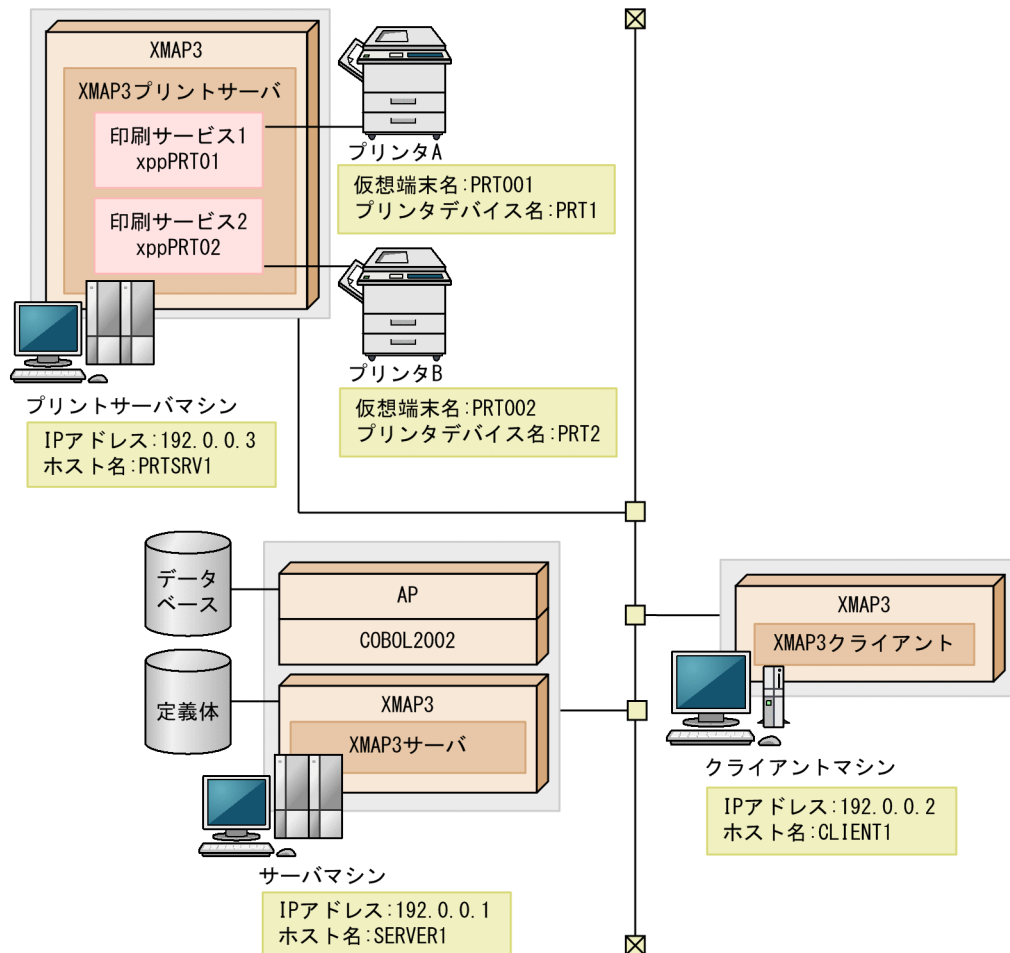 XMAP3
XMAP3プリントサーバ
印刷サービス1
xppPRT01
印刷サービス2
xppPRT02
プリンタA
仮想端末名:PRT001
プリンタデバイス名:PRT1
プリンタB
仮想端末名:PRT002
プリンタデバイス名:PRT2
プリントサーバマシン
IPアドレス:192.0.0.3
ホスト名:PRTSRV1
データ
ベース
定義体
AP
COBOL2002
XMAP3
XMAP3サーバ
サーバマシン
IPアドレス:192.0.0.1
ホスト名:SERVER1
XMAP3
XMAP3クライアント
クライアントマシン
IPアドレス:192.0.0.2
ホスト名:CLIENT1